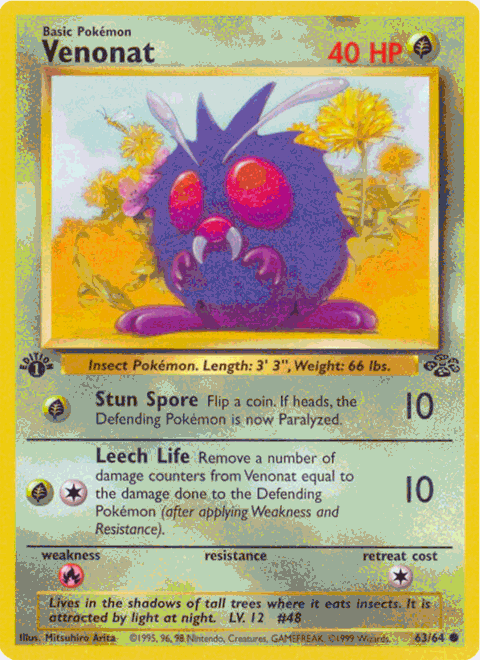 Basic Pokémon
Venonat 40 HP
EDITION
1
Insect Pokémon. Length: 3' 3", Weight: 66 lbs.
Stun Spore Flip a coin. If heads, the
Defending Pokémon is now Paralyzed.
10
Leech Life Remove a number of
damage counters from Venonat equal to
the damage done to the Defending
Pokémon (after applying Weakness and
Resistance).
10
weakness resistance retreat cost
Lives in the shadows of tall trees where it eats insects. It is
attracted by light at night. LV. 12 #48
Illus. Mitsuhiro Arita ©1995, 96, 98 Nintendo, Creatures, GAMEFREAK. ©1999 Wizards. 63/64